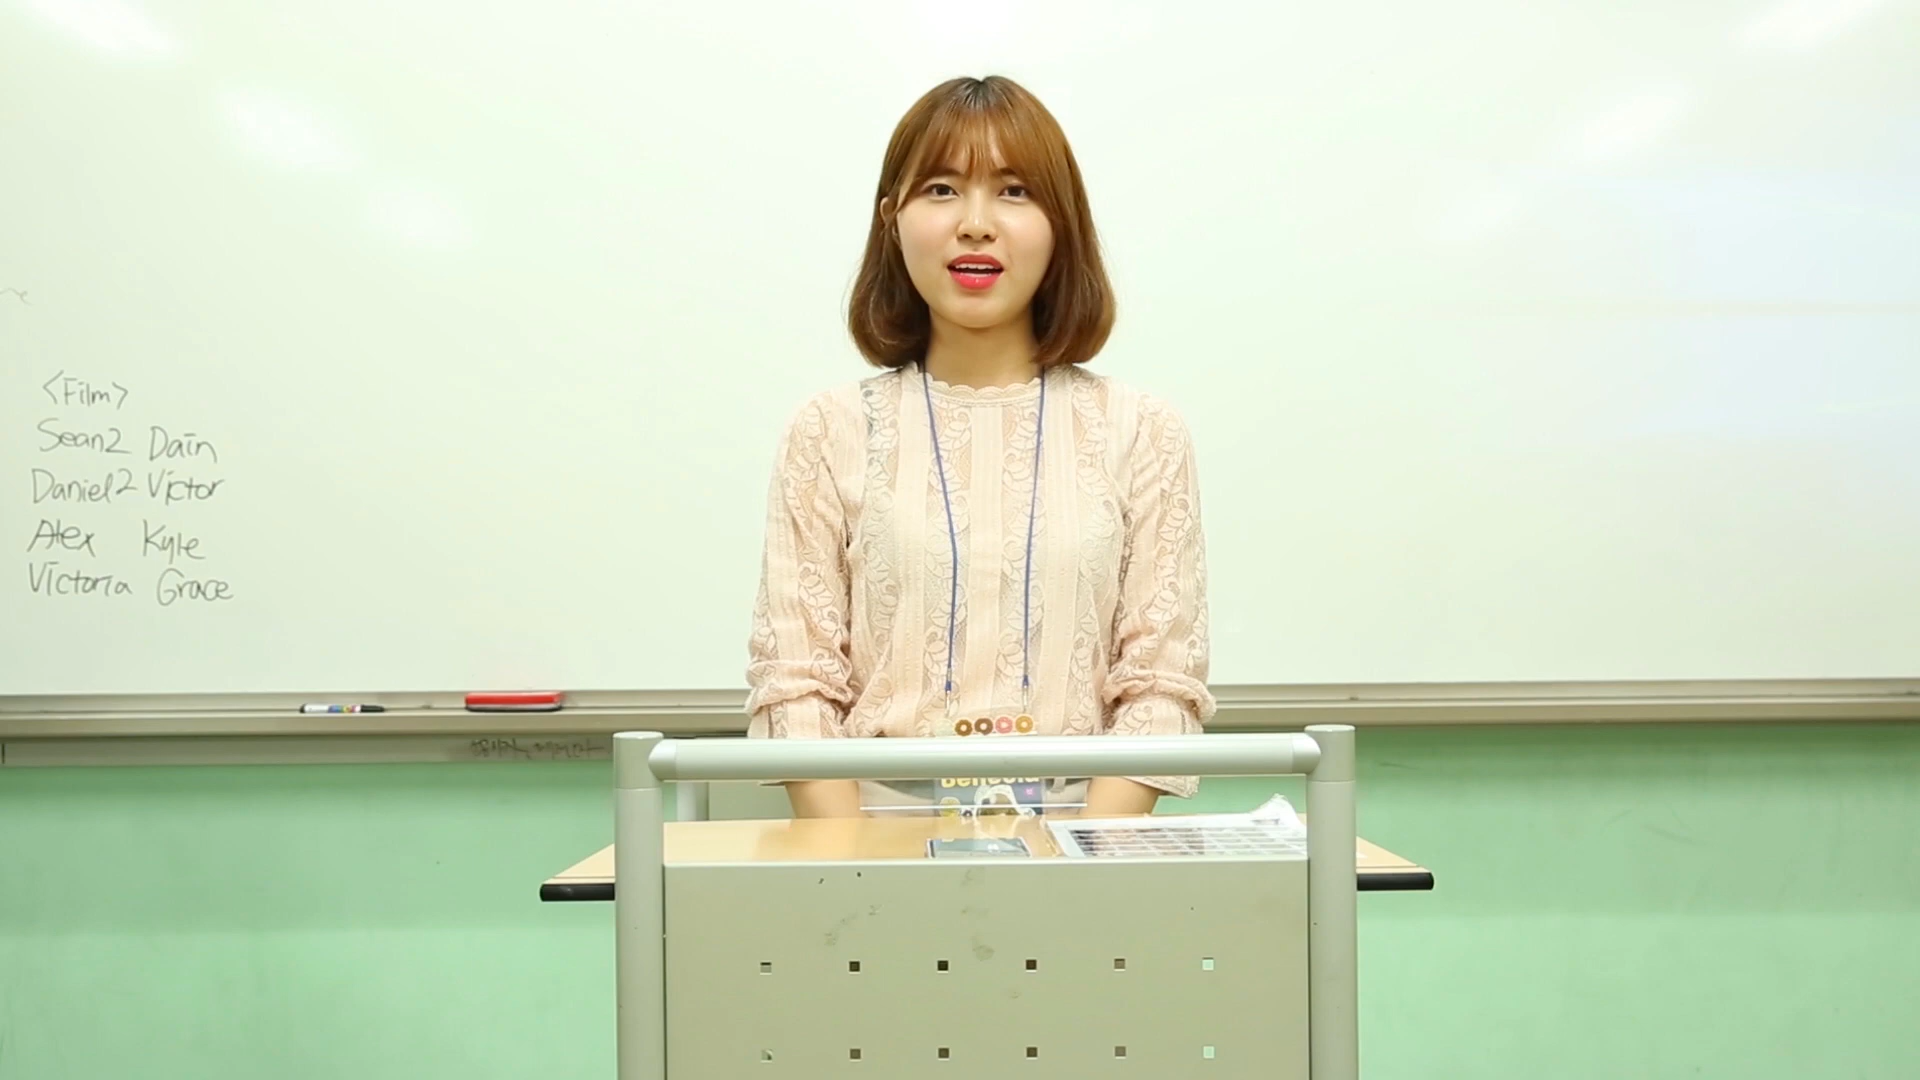 <Film>
Sean2 Dain
Daniel2 Victor
Alex Kyle
Victoria Grace